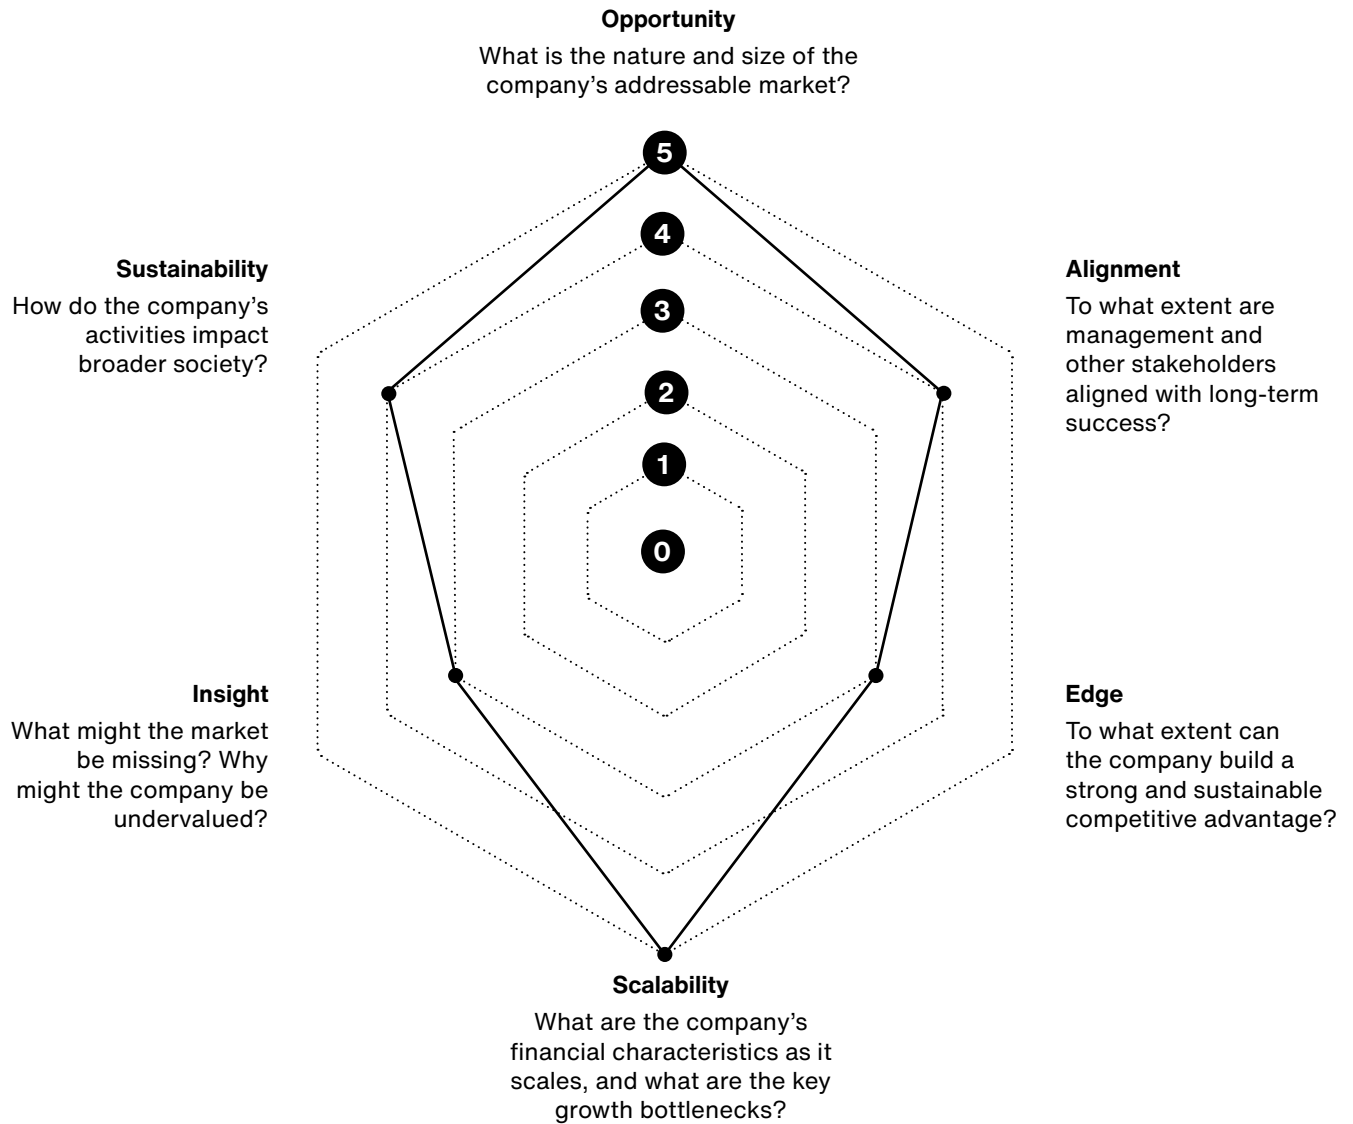 Opportunity
What is the nature and size of the
company’s addressable market?
5
4
3
2
1
0
Sustainability
How do the company’s
activities impact
broader society?
Alignment
To what extent are
management and
other stakeholders
aligned with long-term
success?
Insight
What might the market
be missing? Why
might the company be
undervalued?
Edge
To what extent can
the company build a
strong and sustainable
competitive advantage?
Scalability
What are the company’s
financial characteristics as it
scales, and what are the key
growth bottlenecks?